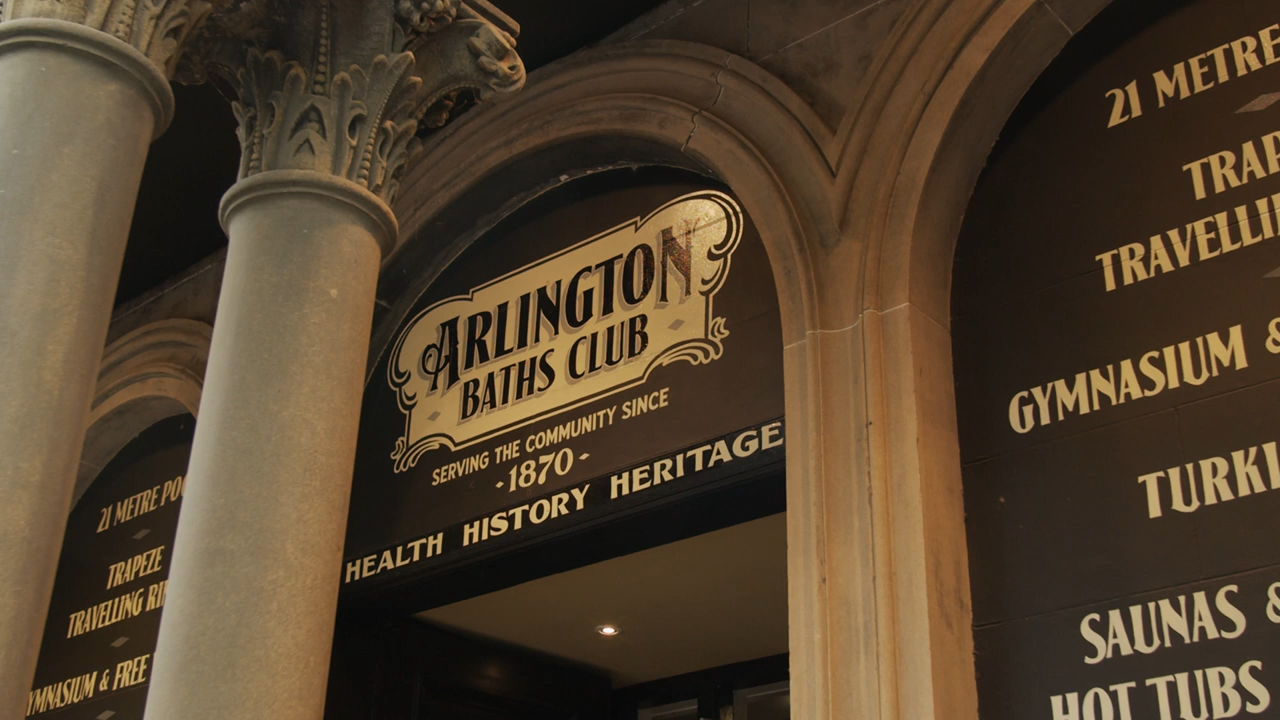 21 METRE
TRAPEZE
TRAVELLING
GYMNASIUM & FREE
ARLINGTON
BATHS CLUB
SERVING THE COMMUNITY SINCE
·1870·
HEALTH HISTORY HERITAGE
21 METRE
GYMNASIUM &
SAUNAS &
HOT TUBS